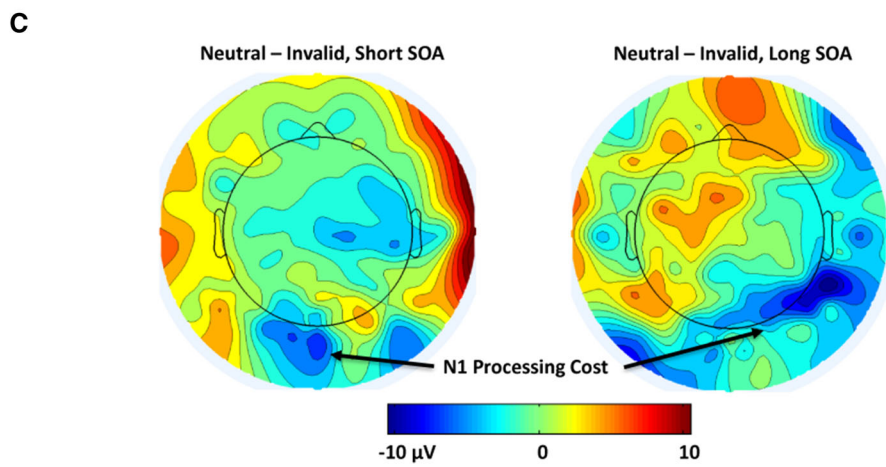 C
Neutral – Invalid, Short SOA
Neutral – Invalid, Long SOA
N1 Processing Cost
-10 µV
0
10